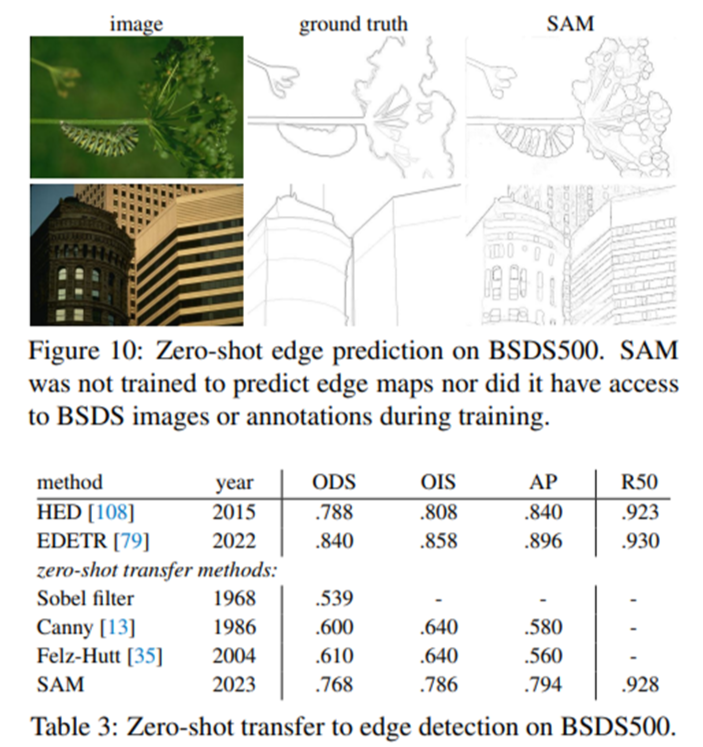 image ground truth SAM
Figure 10: Zero-shot edge prediction on BSDS500. SAM
was not trained to predict edge maps nor did it have access
to BSDS images or annotations during training.
method year ODS OIS AP R50
HED [108] 2015 .788 .808 .840 .923
EDETR [79] 2022 .840 .858 .896 .930
zero-shot transfer methods:
Sobel filter 1968 .539 - - -
Canny [13] 1986 .600 .640 .580 -
Felz-Hutt [35] 2004 .610 .640 .560 -
SAM 2023 .768 .786 .794 .928
Table 3: Zero-shot transfer to edge detection on BSDS500.